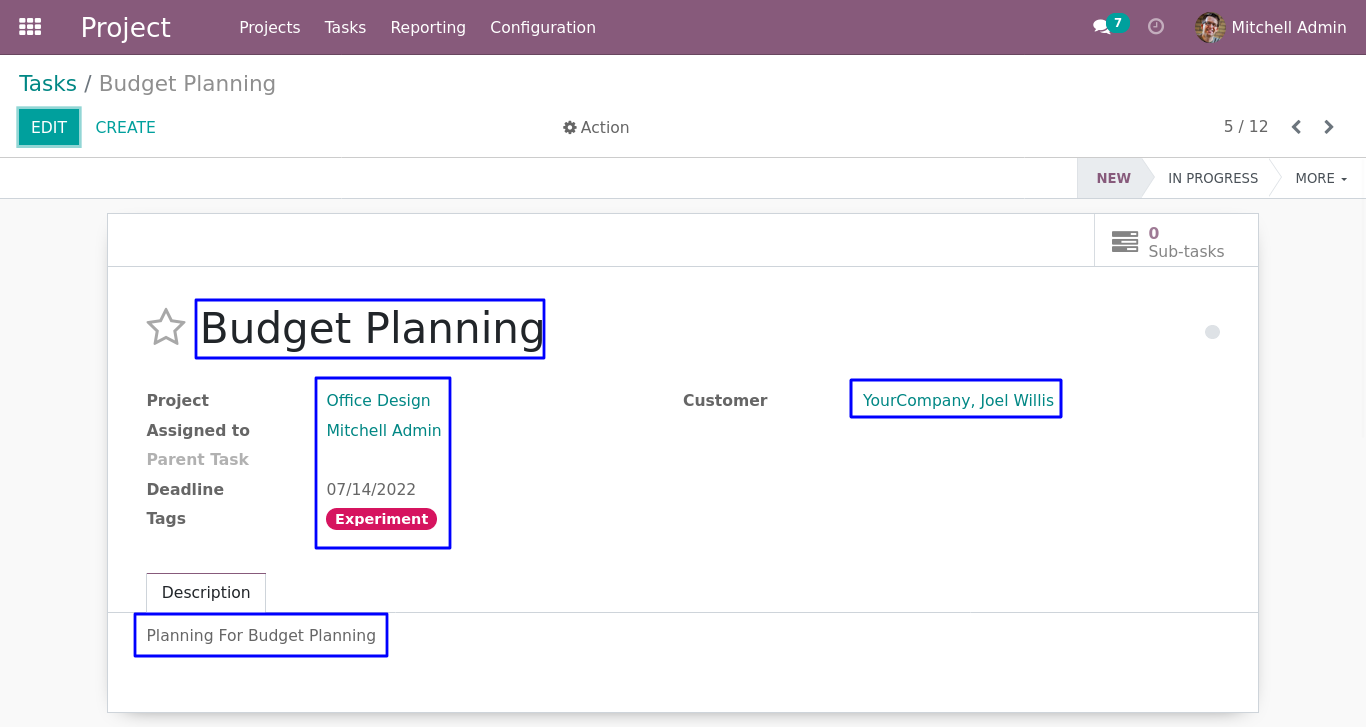 Project Projects Tasks Reporting Configuration 7 Mitchell Admin
Tasks / Budget Planning
EDIT CREATE Action 5 / 12
NEW IN PROGRESS MORE
0
Sub-tasks
Budget Planning
Project Office Design Customer YourCompany, Joel Willis
Assigned to Mitchell Admin
Parent Task
Deadline 07/14/2022
Tags Experiment
Description
Planning For Budget Planning